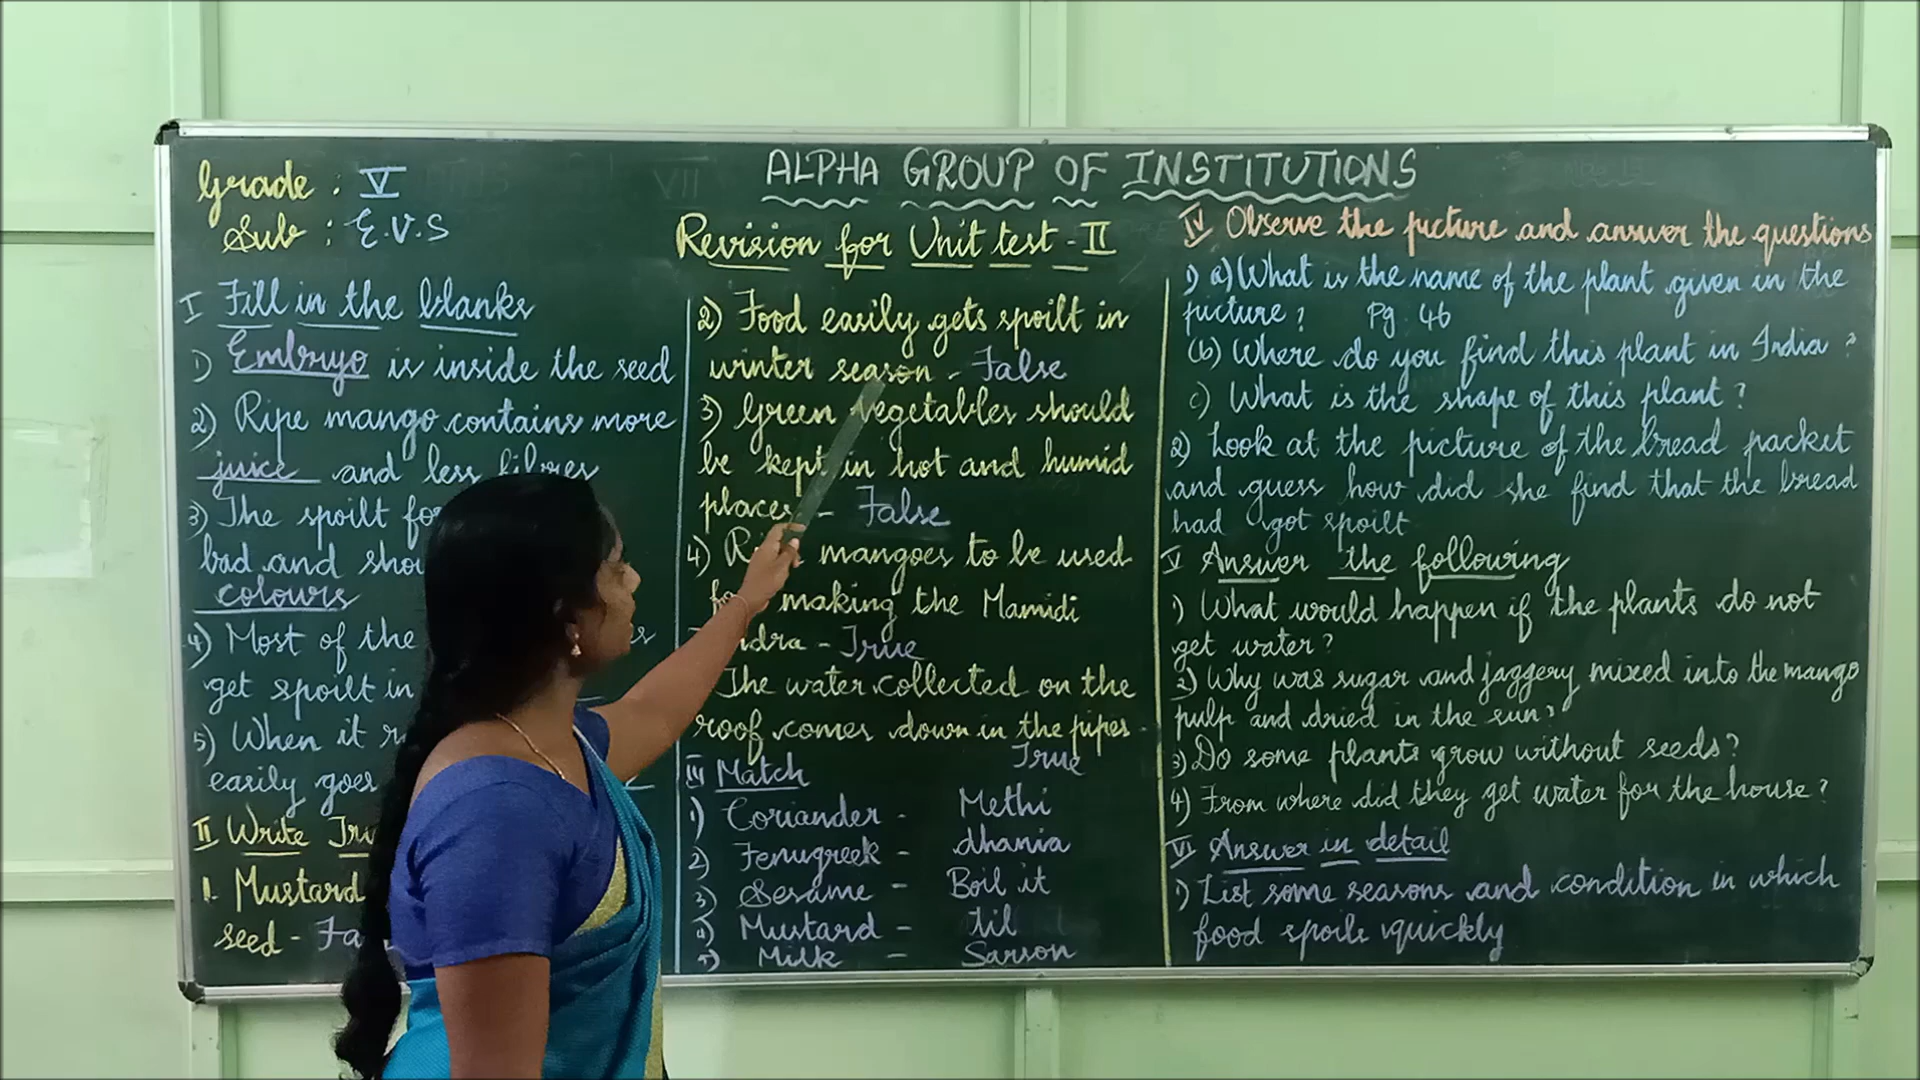 ALPHA GROUP OF INSTITUTIONS
Grade : V
Sub : E.V.S
Revision for Unit test - II
I Fill in the blanks
1) Embryo is inside the seed
2) Ripe mango contains more
juice and less fibres
3) The spoilt
bad and
colours
4) Most of the
get spoilt in
5) When it
easily goes
II Write
1. Mustard
seed -
2) Food easily gets spoilt in
winter season - False
3) Green vegetables should
be kept in hot and humid
places - False
4) mangoes to be used
making the Mamidi
True
The water collected on the
roof comes down in the pipes
True
III Match
1) Coriander - Methi
2) Fenugreek - dhania
3) Sesame - Boil it
4) Mustard - til
5) Milk - Sarson
IV Observe the picture and answer the questions
1) a) What is the name of the plant given in the
picture? Pg. 46
(b) Where do you find this plant in India?
c) What is the shape of this plant?
2) Look at the picture of the bread packet
and guess how did she find that the bread
had got spoilt
V Answer the following
1) What would happen if the plants do not
get water?
2) Why was sugar and jaggery mixed into the mango
pulp and dried in the sun?
3) Do some plants grow without seeds?
4) From where did they get water for the house?
VI Answer in detail
1) List some seasons and condition in which
food spoils quickly